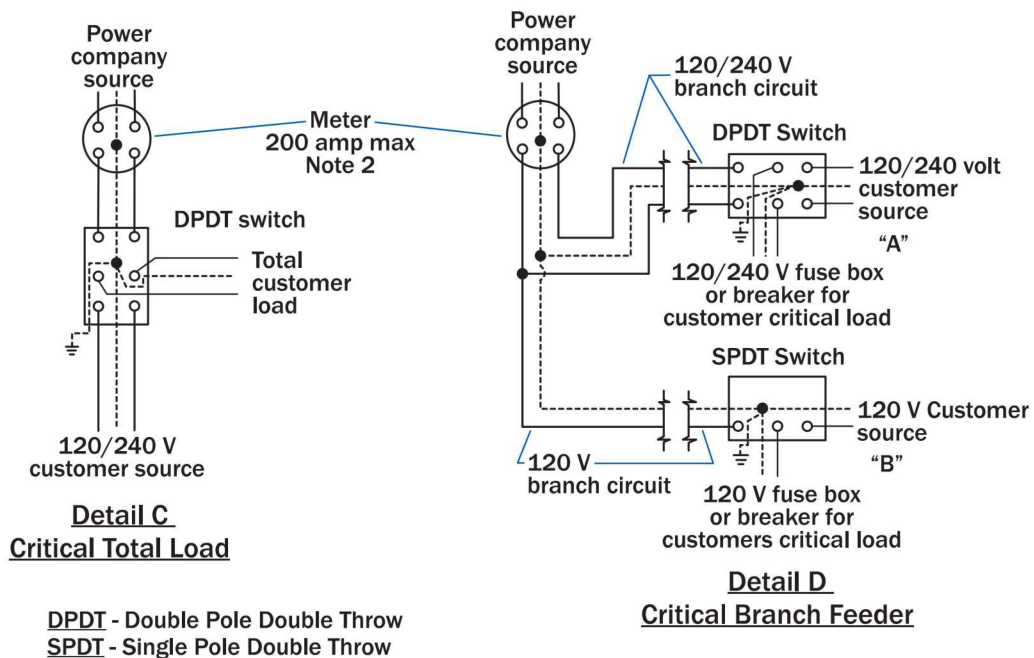 Power
company
source
Meter
200 amp max
Note 2
DPDT switch
Total
customer
load
120/240 V
customer source
Detail C
Critical Total Load
Power
company
source
120/240 V
branch circuit
DPDT Switch
120/240 volt
customer
source
“A”
120/240 V fuse box
or breaker for
customer critical load
SPDT Switch
120 V Customer
source
“B”
120 V
branch circuit
120 V fuse box
or breaker for
customers critical load
Detail D
Critical Branch Feeder
DPDT - Double Pole Double Throw
SPDT - Single Pole Double Throw